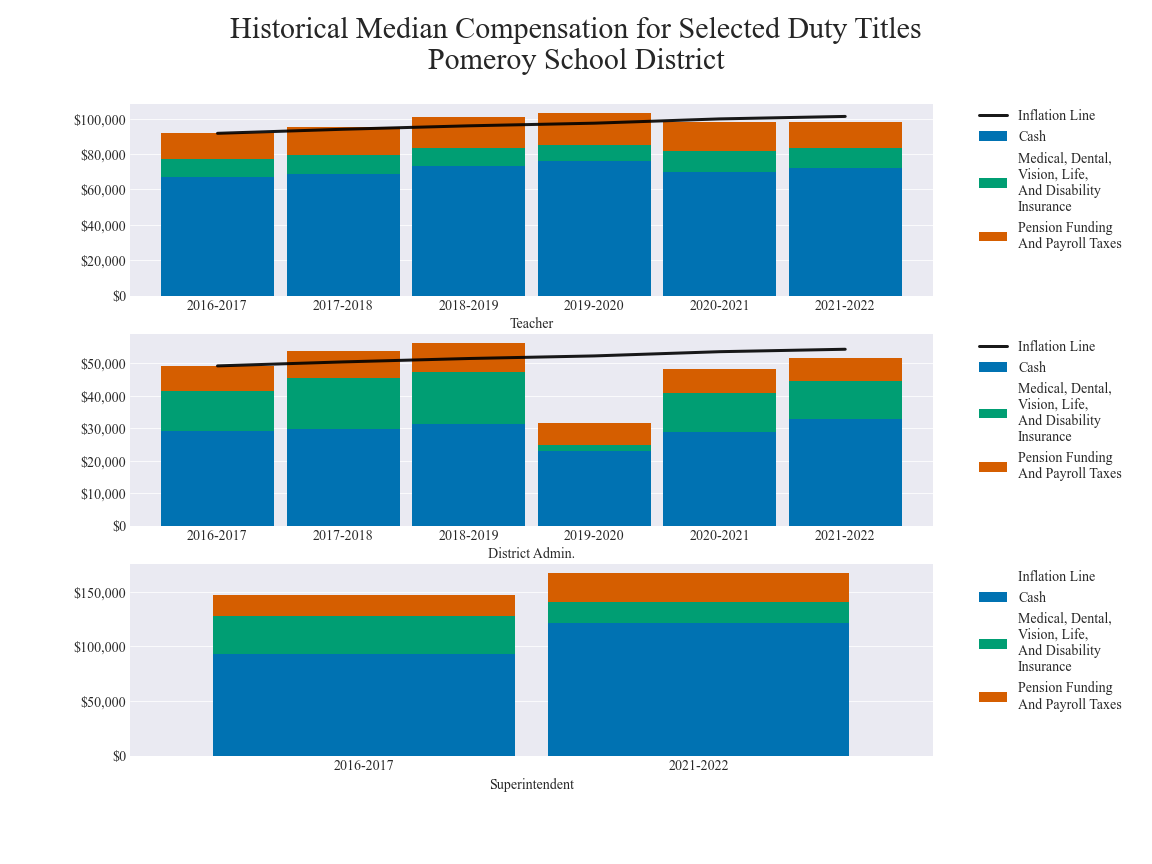 Historical Median Compensation for Selected Duty Titles
Pomeroy School District
$100,000
$80,000
$60,000
$40,000
$20,000
$0
2016-2017 2017-2018 2018-2019 2019-2020 2020-2021 2021-2022
Teacher
Inflation Line
Cash
Medical, Dental,
Vision, Life,
And Disability
Insurance
Pension Funding
And Payroll Taxes
$50,000
$40,000
$30,000
$20,000
$10,000
$0
2016-2017 2017-2018 2018-2019 2019-2020 2020-2021 2021-2022
District Admin.
Inflation Line
Cash
Medical, Dental,
Vision, Life,
And Disability
Insurance
Pension Funding
And Payroll Taxes
$150,000
$100,000
$50,000
$0
2016-2017 2021-2022
Superintendent
Inflation Line
Cash
Medical, Dental,
Vision, Life,
And Disability
Insurance
Pension Funding
And Payroll Taxes